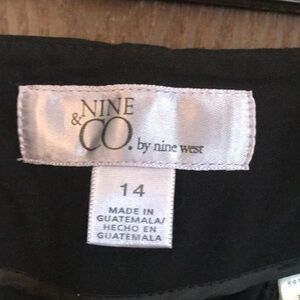 NINE
& CO. by nine west
14
MADE IN
GUATEMALA/
HECHO EN
GUATEMALA